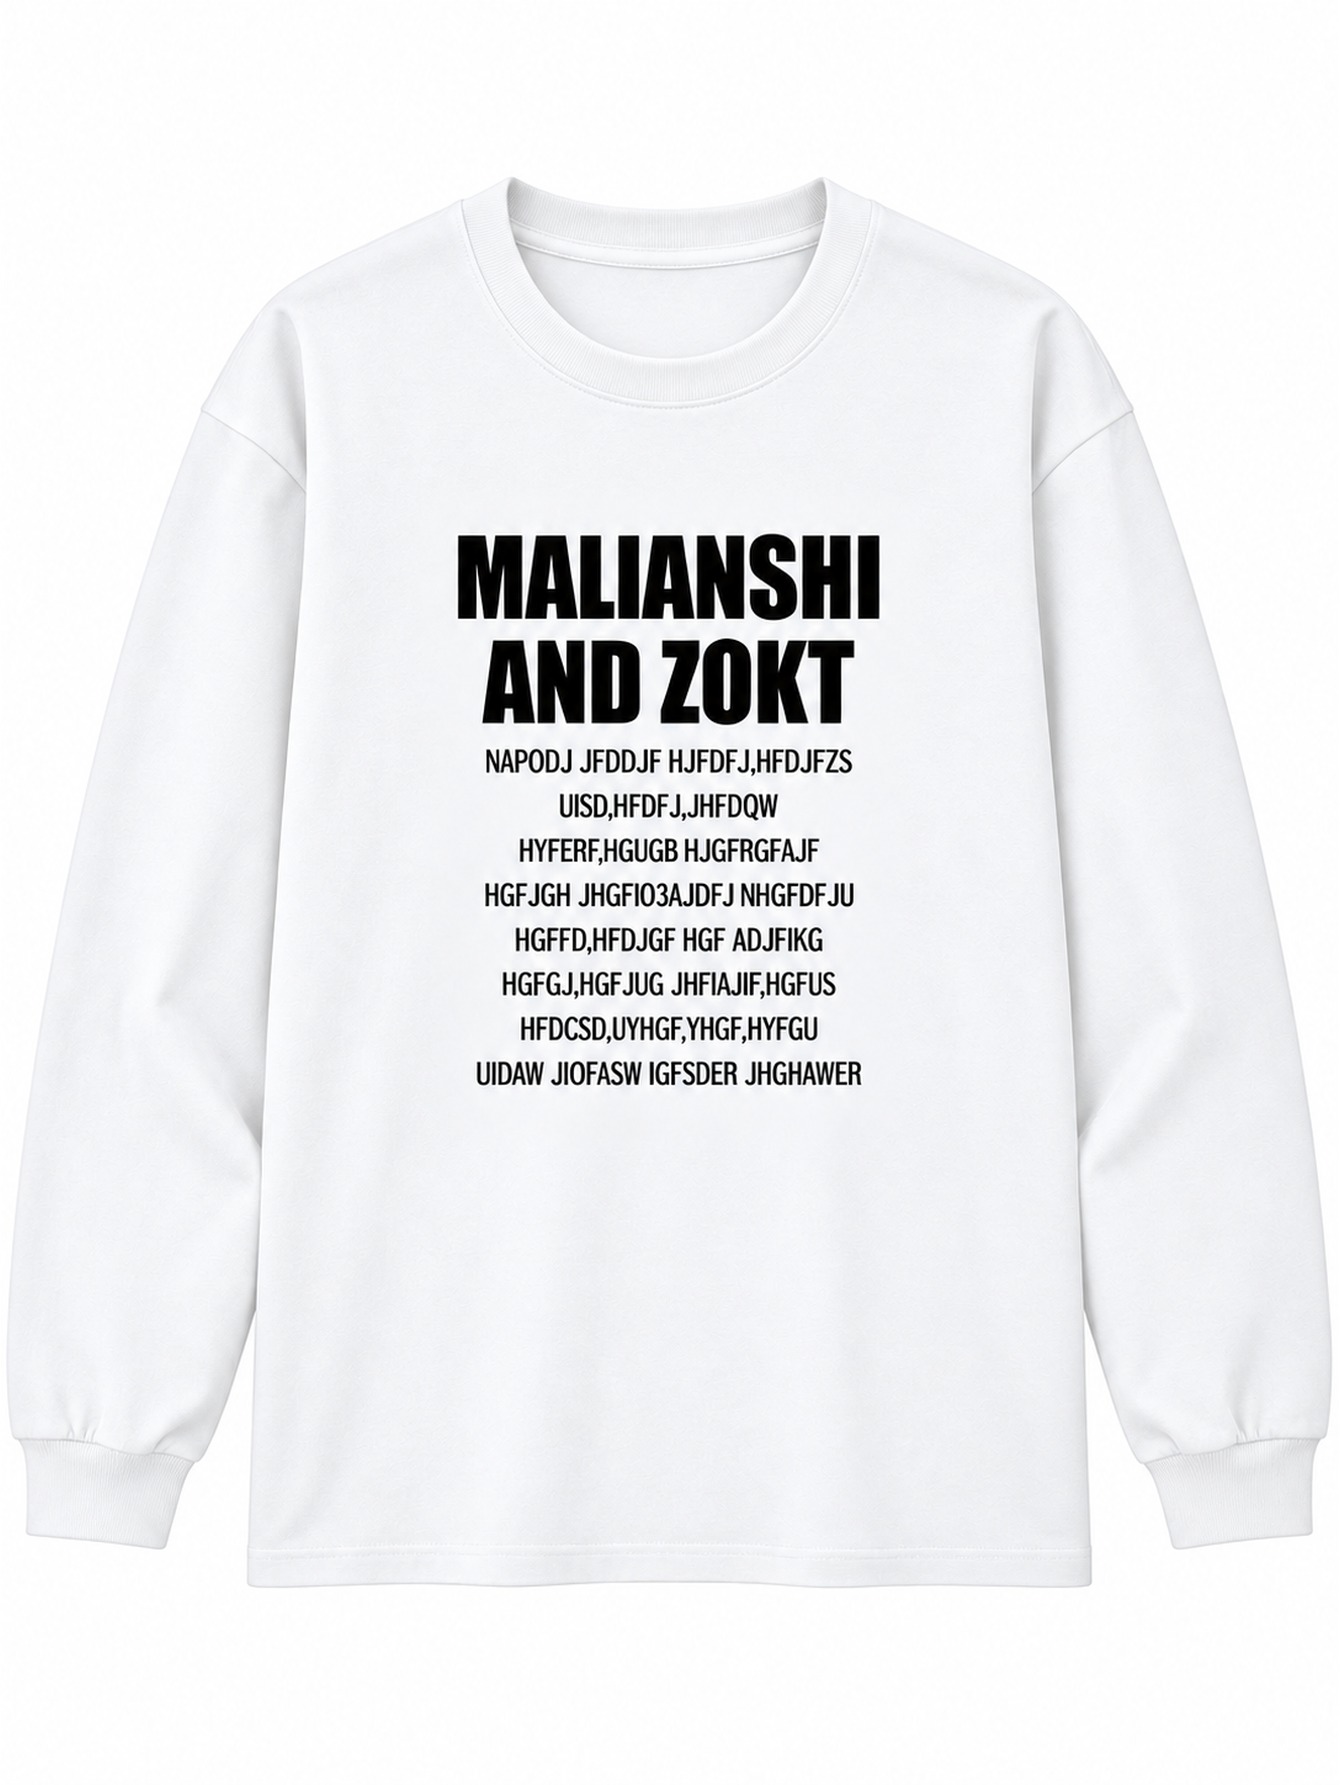 MALIANSHI
AND ZOKT
NAPODJ JFDDJF HJFDFJ,HFDJFZS
UISD,HFDFJ,JHFDQW
HYFERF,HGUGB HJGFRGFAJF
HGFJGH JHGFIO3AJDFJ NHGFDFJU
HGFFD,HFDJGF HGF ADJFIKG
HGFGJ,HGFJUG JHFIAJIF,HGFUS
HFDCSD,UYHGF,YHGF,HYFGU
UIDAW JIOFASW IGFSDER JHGHAWER